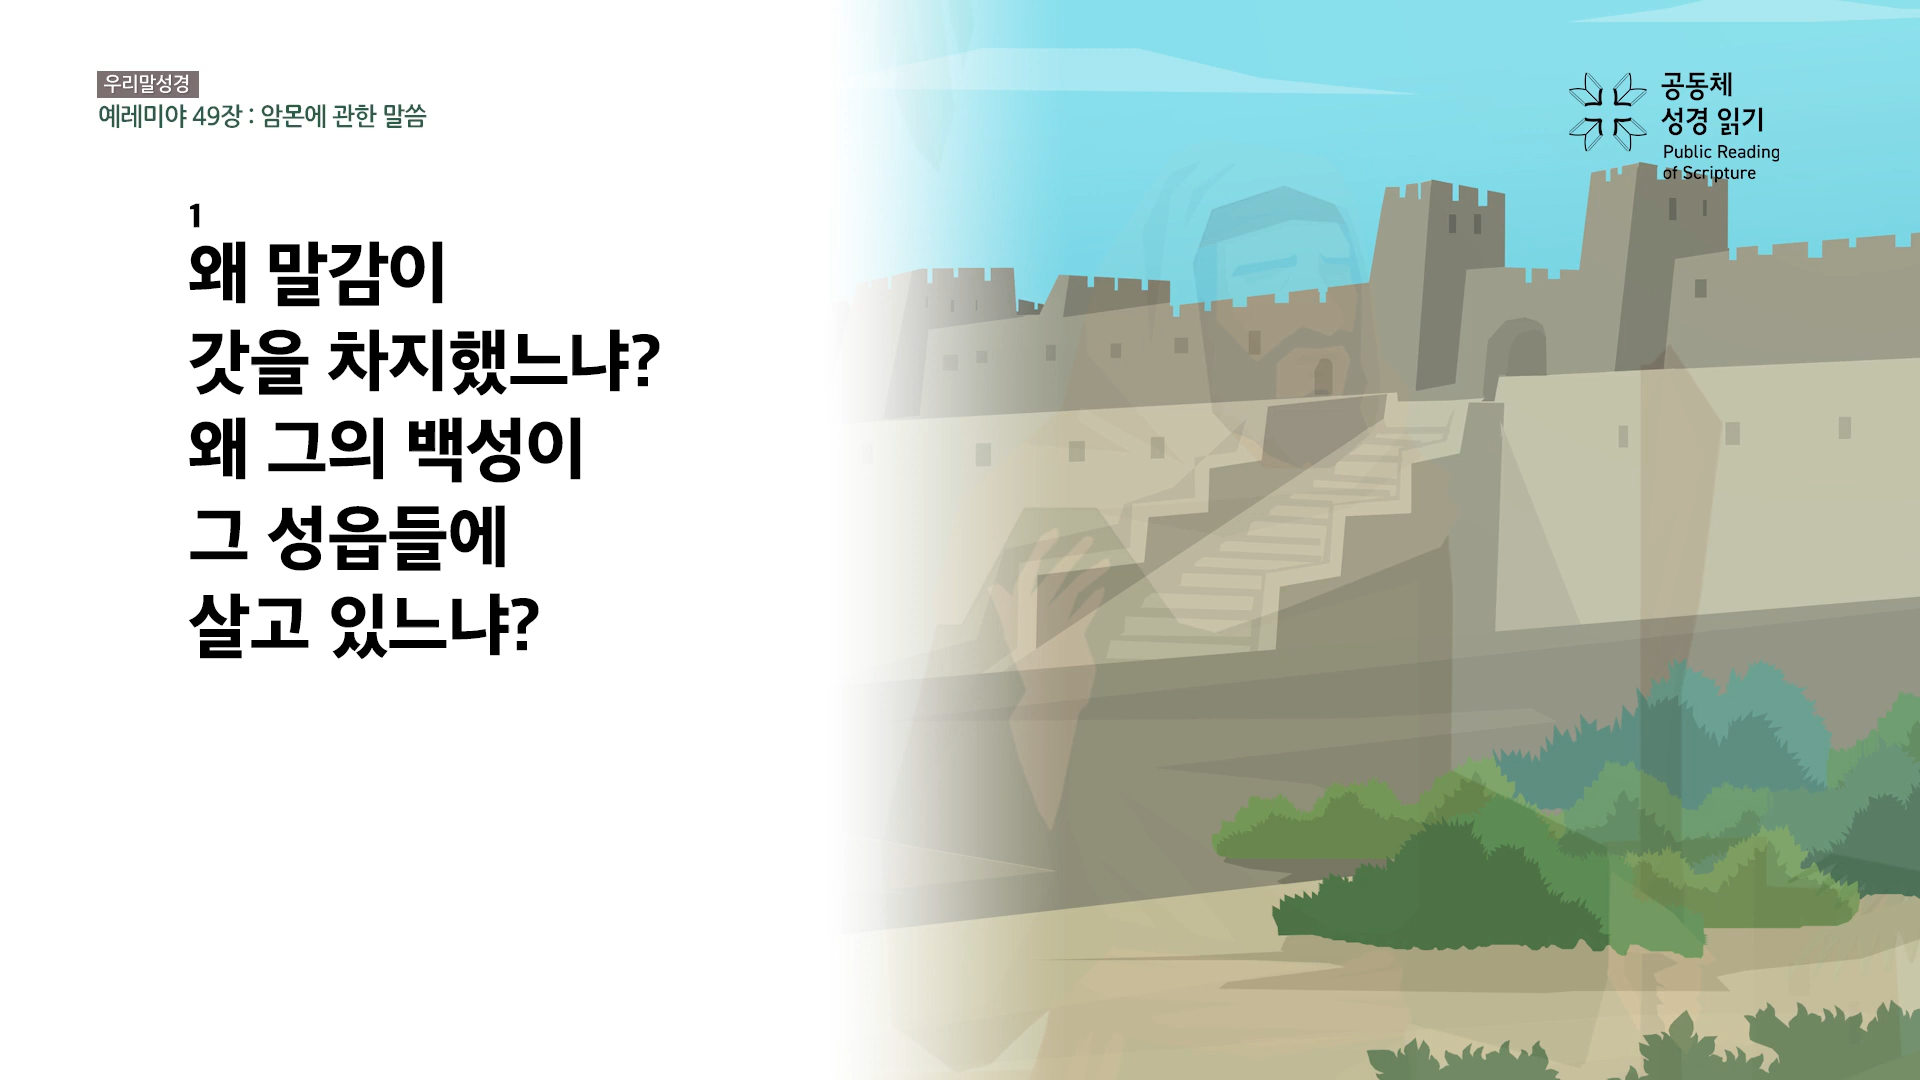 우리말성경
예레미야 49장 : 암몬에 관한 말씀
1
왜 말감이
갓을 차지했느냐?
왜 그의 백성이
그 성읍들에
살고 있느냐?
공동체
성경 읽기
Public Reading
of Scripture